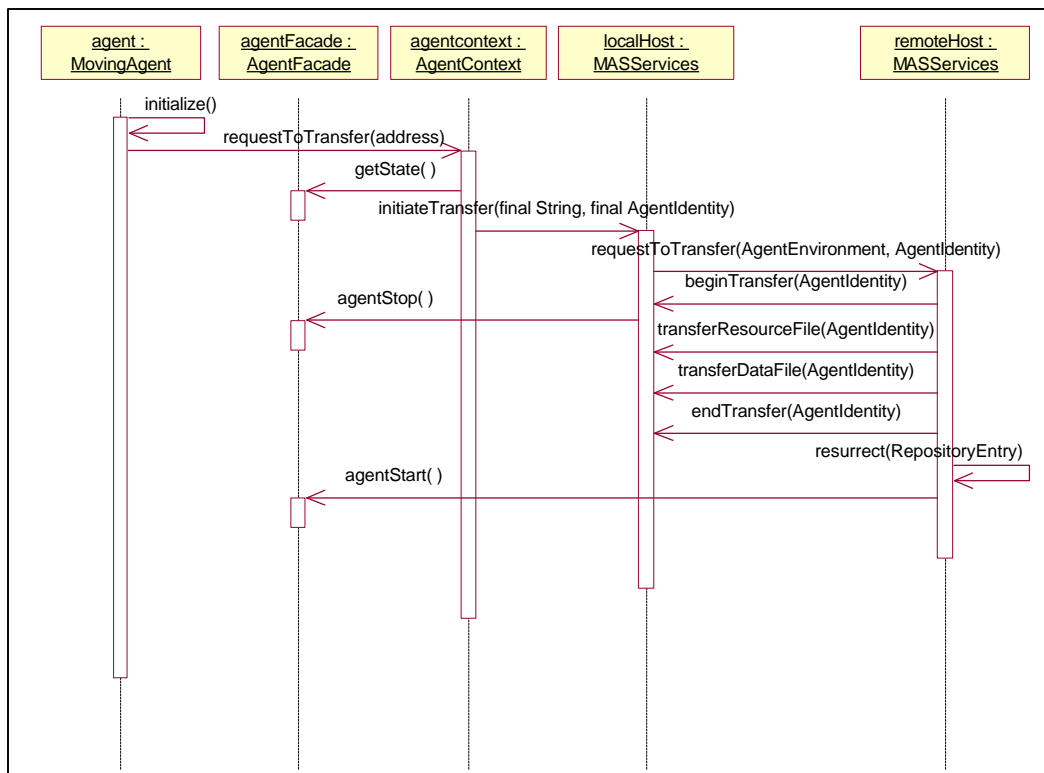 agent :
MovingAgent
agentFacade :
AgentFacade
agentcontext :
AgentContext
localHost :
MASServices
remoteHost :
MASServices
initialize()
requestToTransfer(address)
getState( )
initiateTransfer(final String, final AgentIdentity)
requestToTransfer(AgentEnvironment, AgentIdentity)
beginTransfer(AgentIdentity)
agentStop( )
transferResourceFile(AgentIdentity)
transferDataFile(AgentIdentity)
endTransfer(AgentIdentity)
resurrect(RepositoryEntry)
agentStart( )